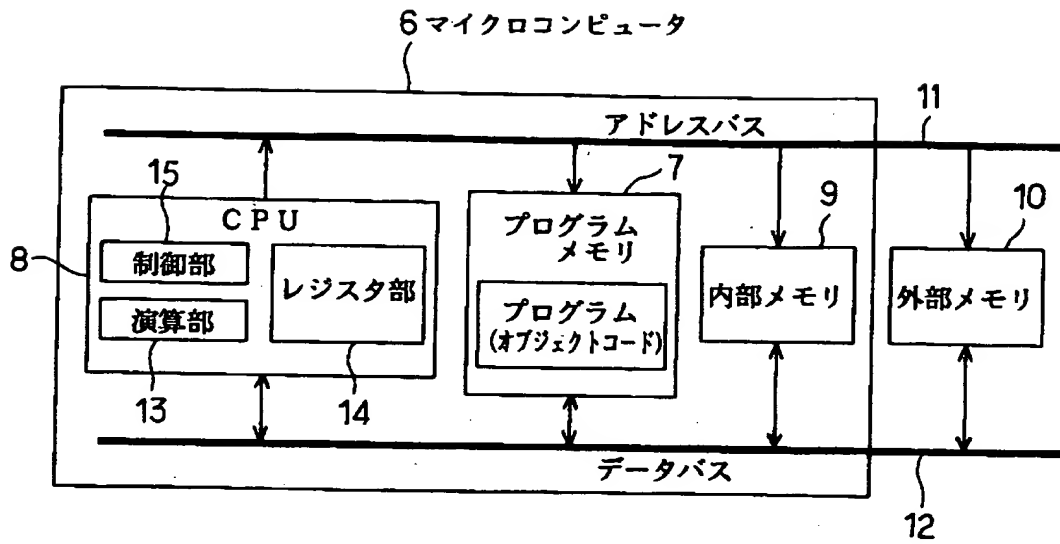 6 マイクロコンピュータ
アドレスバス
11
15
7
9
10
CPU
8
制御部
レジスタ部
演算部
プログラム
メモリ
プログラム
(オブジェクトコード)
内部メモリ
外部メモリ
13
14
データバス
12